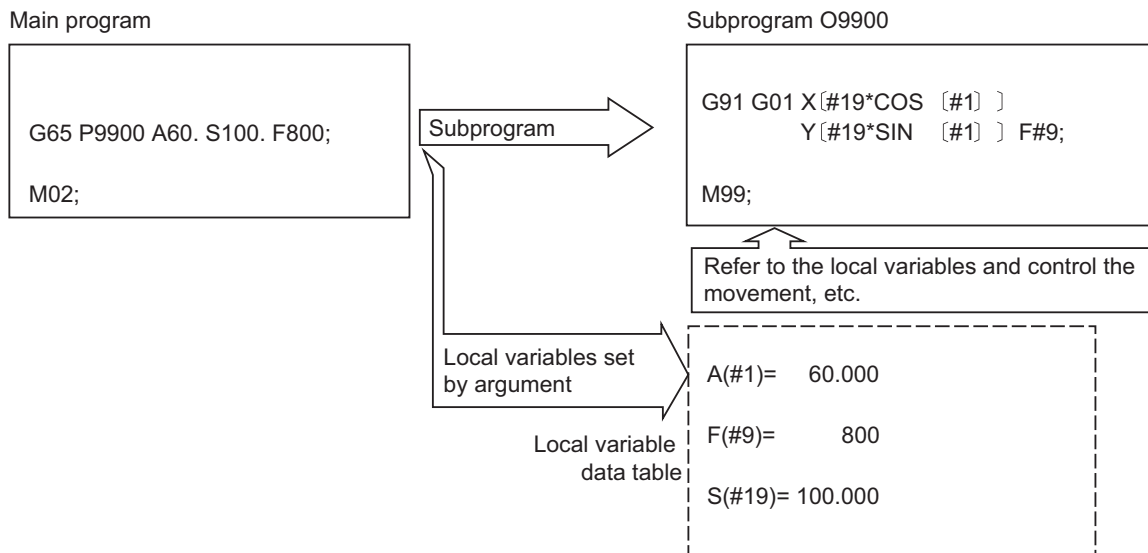 Main program
G65 P9900 A60. S100. F800;
M02;
Subprogram
Subprogram O9900
G91 G01 X〔#19*COS 〔#1〕 〕
Y〔#19*SIN 〔#1〕 〕 F#9;
M99;
Refer to the local variables and control the
movement, etc.
Local variables set
by argument
Local variable
data table
A(#1)= 60.000
F(#9)= 800
S(#19)= 100.000